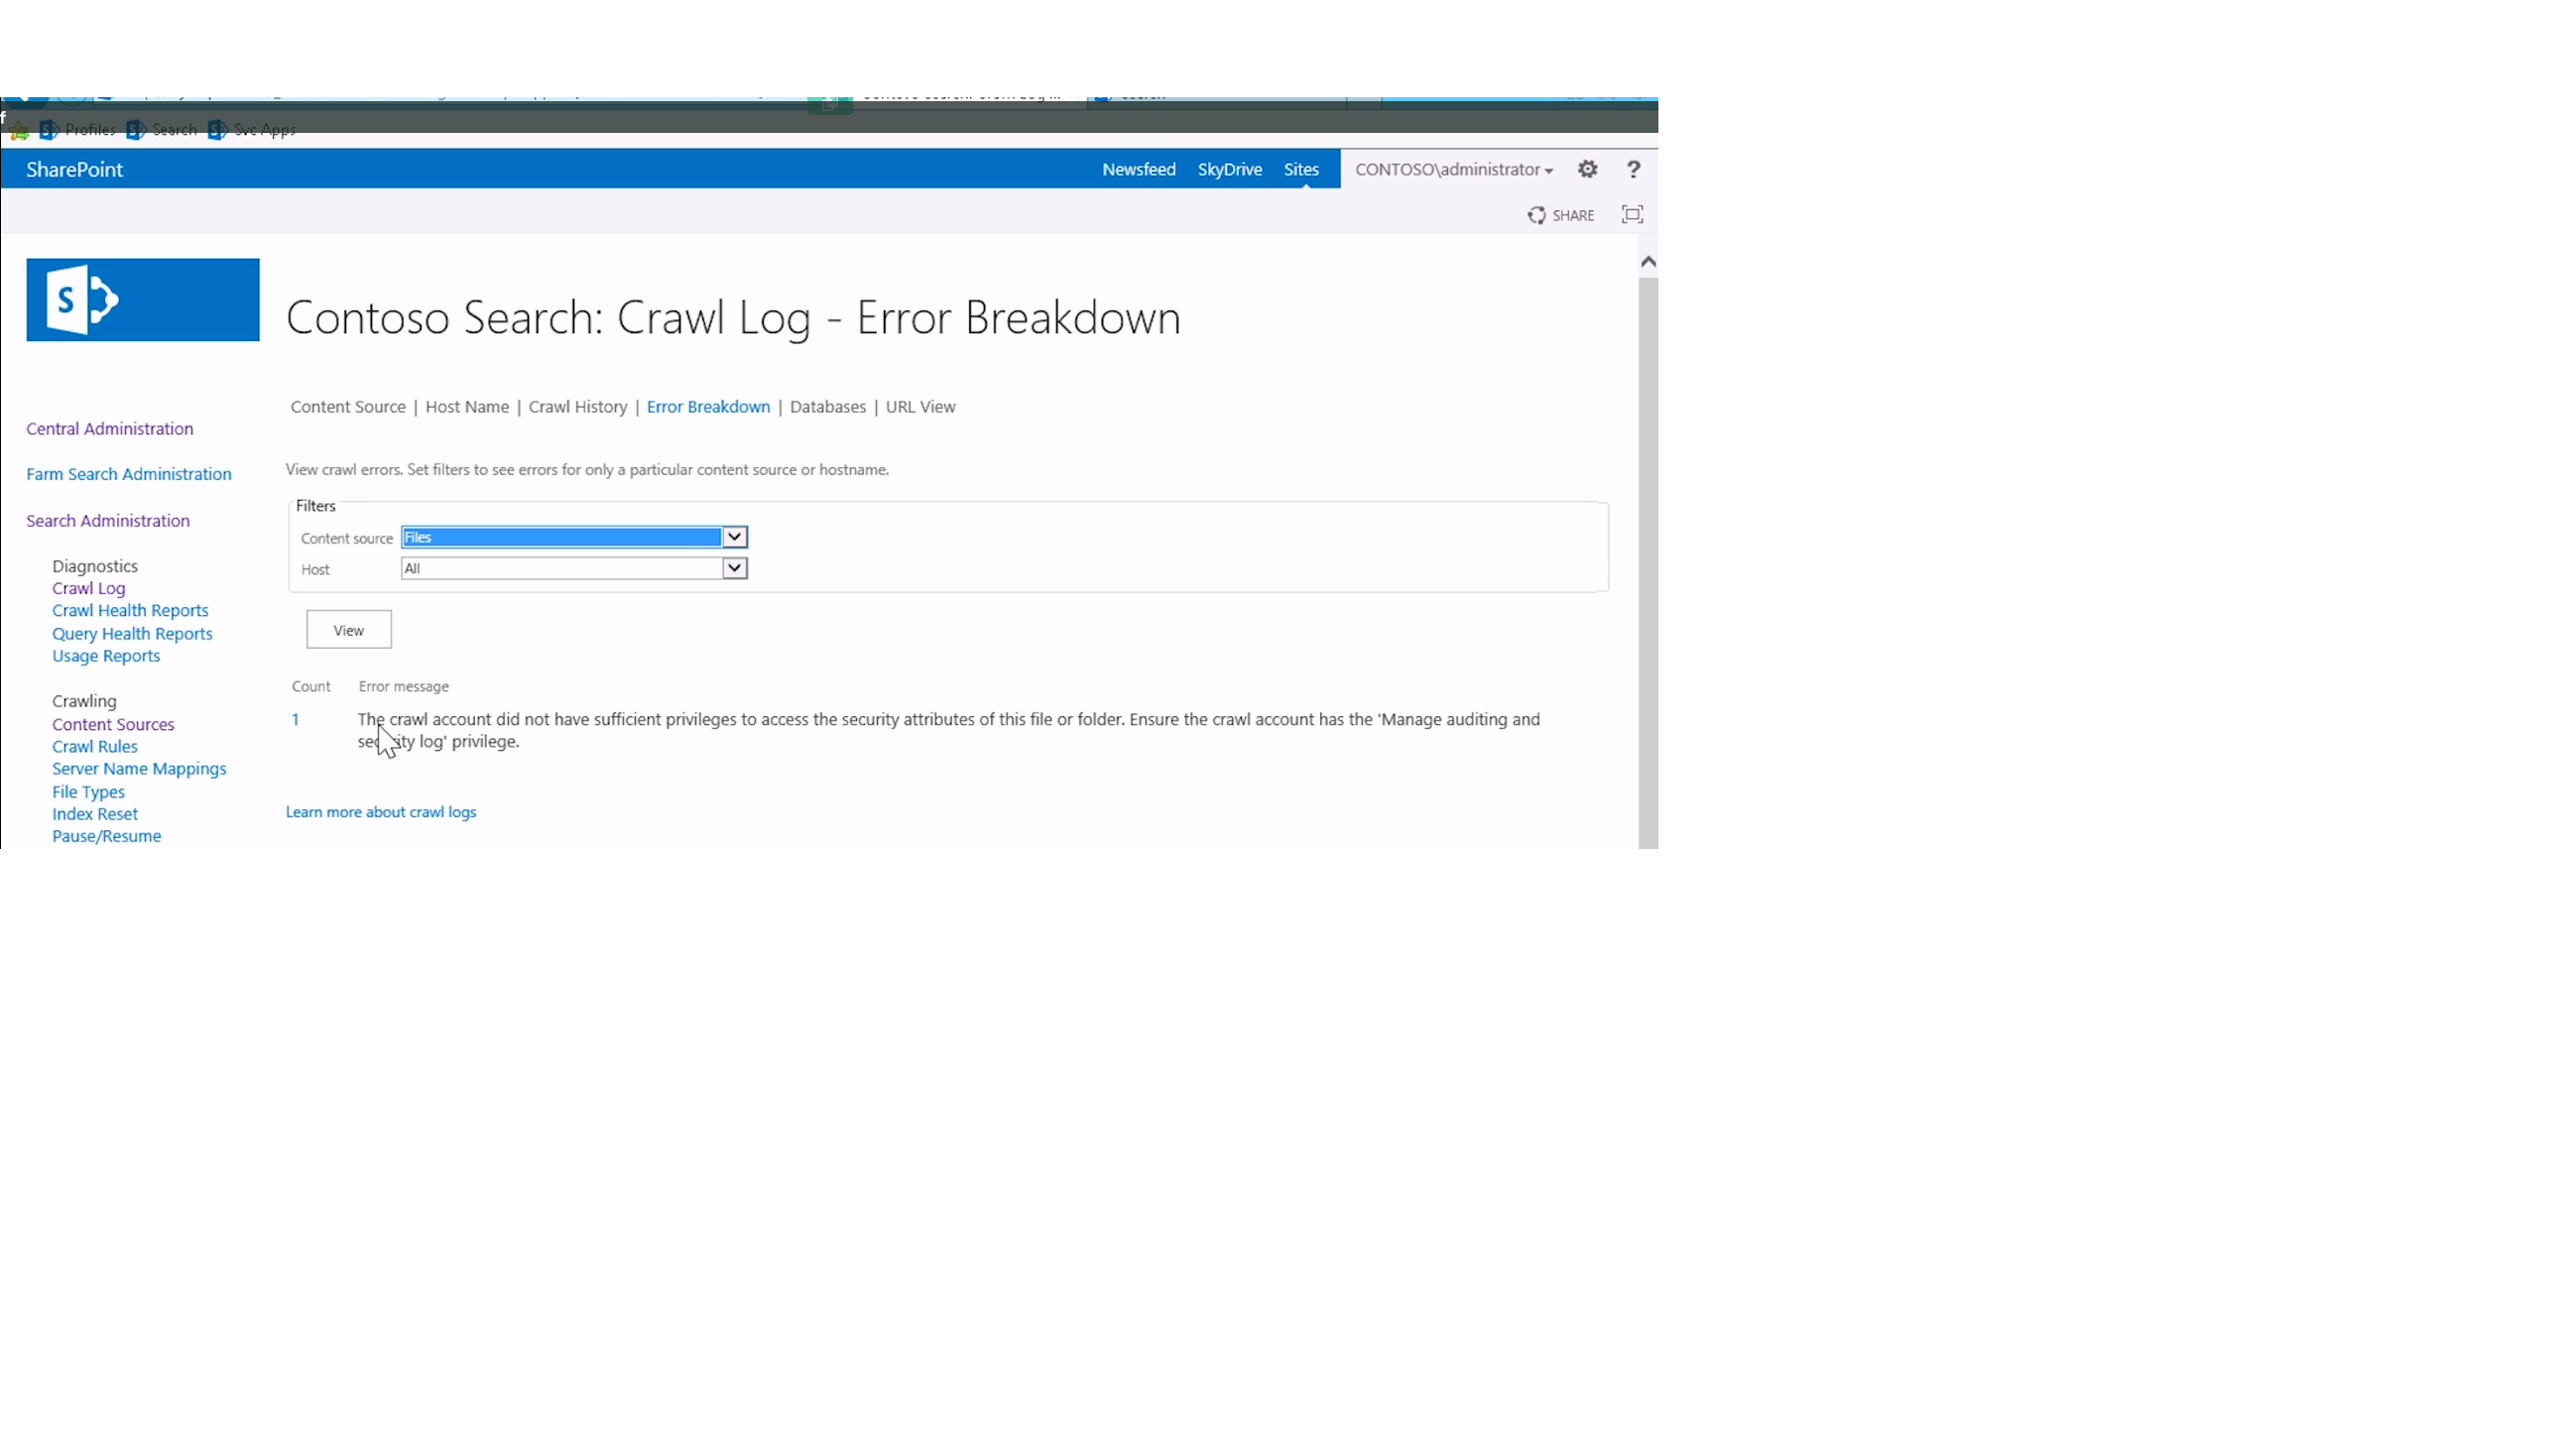 f
Profiles Search Svc Apps
SharePoint Newsfeed SkyDrive Sites CONTOSO\administrator ?
SHARE
S
Contoso Search: Crawl Log - Error Breakdown
Content Source | Host Name | Crawl History | Error Breakdown | Databases | URL View
Central Administration
Farm Search Administration
Search Administration
Diagnostics
Crawl Log
Crawl Health Reports
Query Health Reports
Usage Reports
Crawling
Content Sources
Crawl Rules
Server Name Mappings
File Types
Index Reset
Pause/Resume
View crawl errors. Set filters to see errors for only a particular content source or hostname.
Filters
Content source Files
Host All
View
Count Error message
1 The crawl account did not have sufficient privileges to access the security attributes of this file or folder. Ensure the crawl account has the 'Manage auditing and
security log' privilege.
Learn more about crawl logs